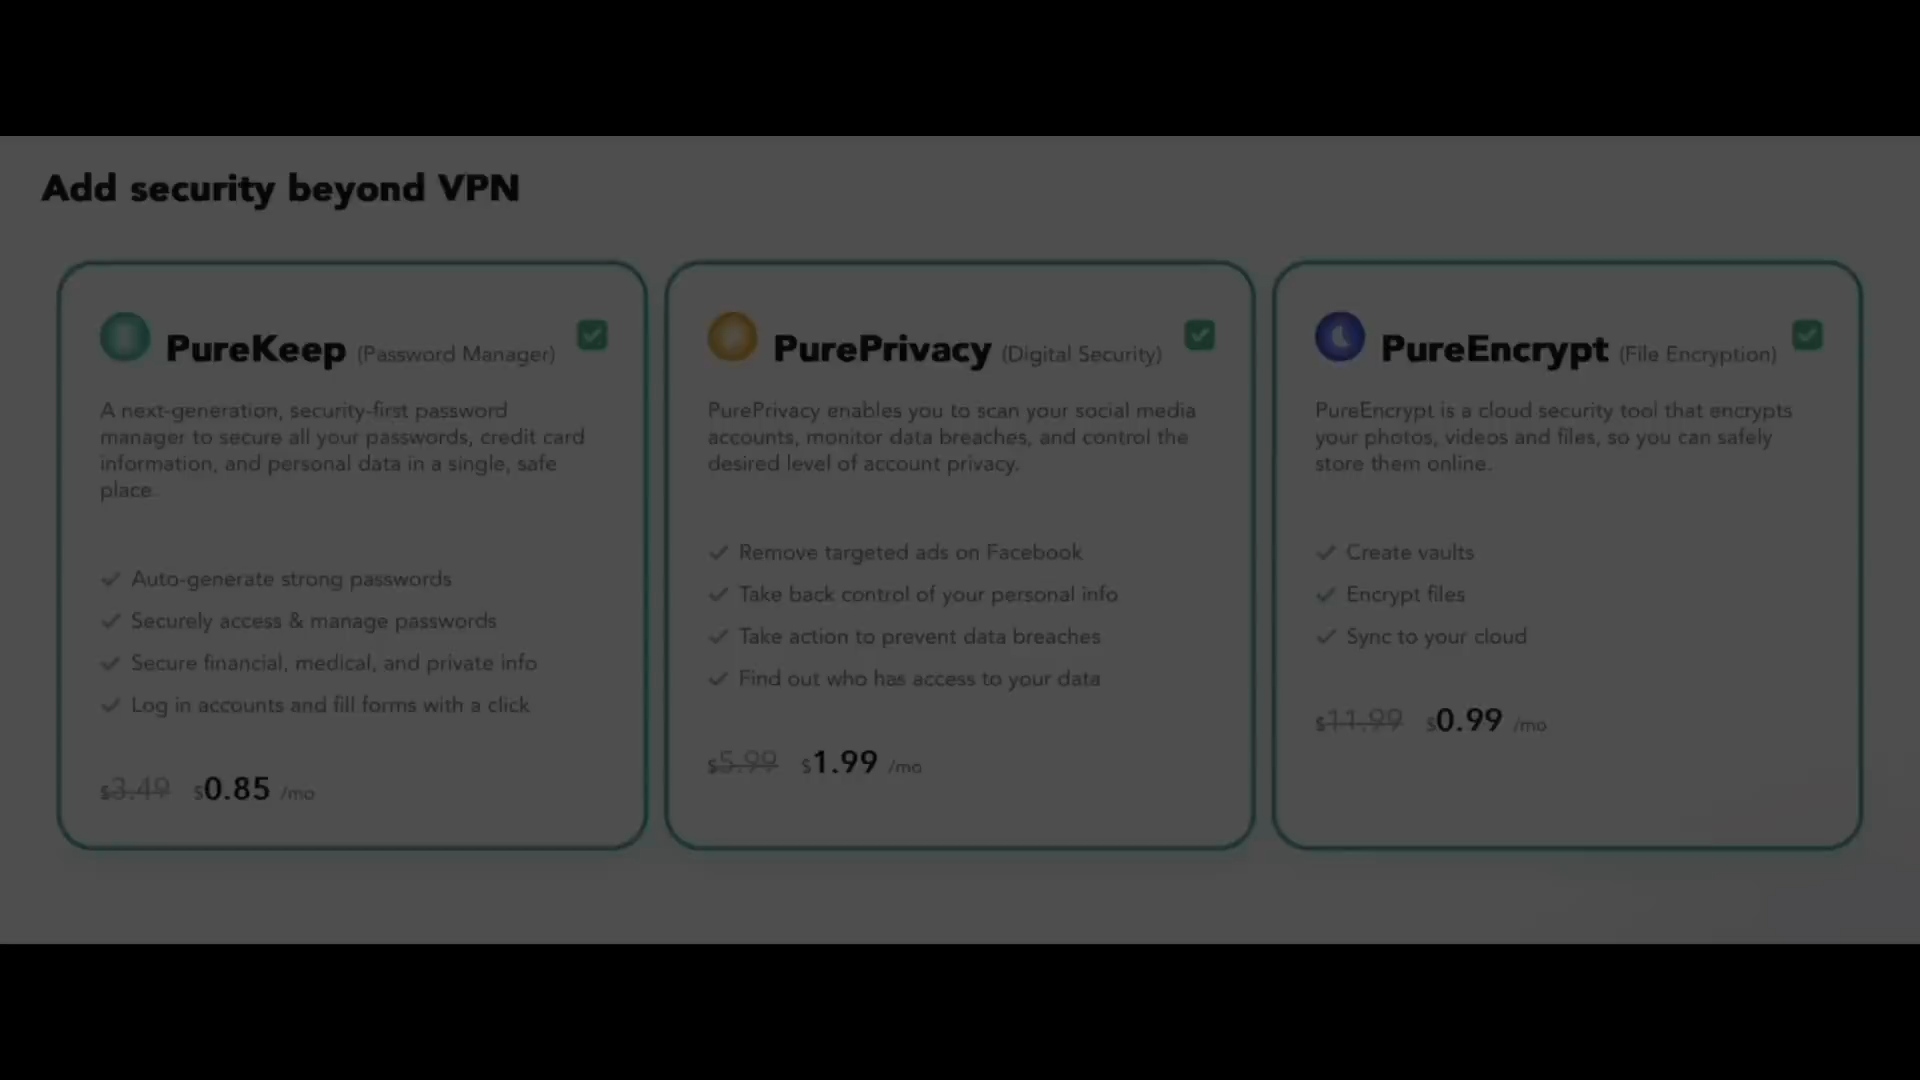 Add security beyond VPN
PureKeep (Password Manager)
A next-generation, security-first password
manager to secure all your passwords, credit card
information, and personal data in a single, safe
place.
Auto-generate strong passwords
Securely access & manage passwords
Secure financial, medical, and private info
Log in accounts and fill forms with a click
$3.49 $0.85 /mo
PurePrivacy (Digital Security)
PurePrivacy enables you to scan your social media
accounts, monitor data breaches, and control the
desired level of account privacy.
Remove targeted ads on Facebook
Take back control of your personal info
Take action to prevent data breaches
Find out who has access to your data
$5.99 $1.99 /mo
PureEncrypt (File Encryption)
PureEncrypt is a cloud security tool that encrypts
your photos, videos and files, so you can safely
store them online.
Create vaults
Encrypt files
Sync to your cloud
$11.99 $0.99 /mo